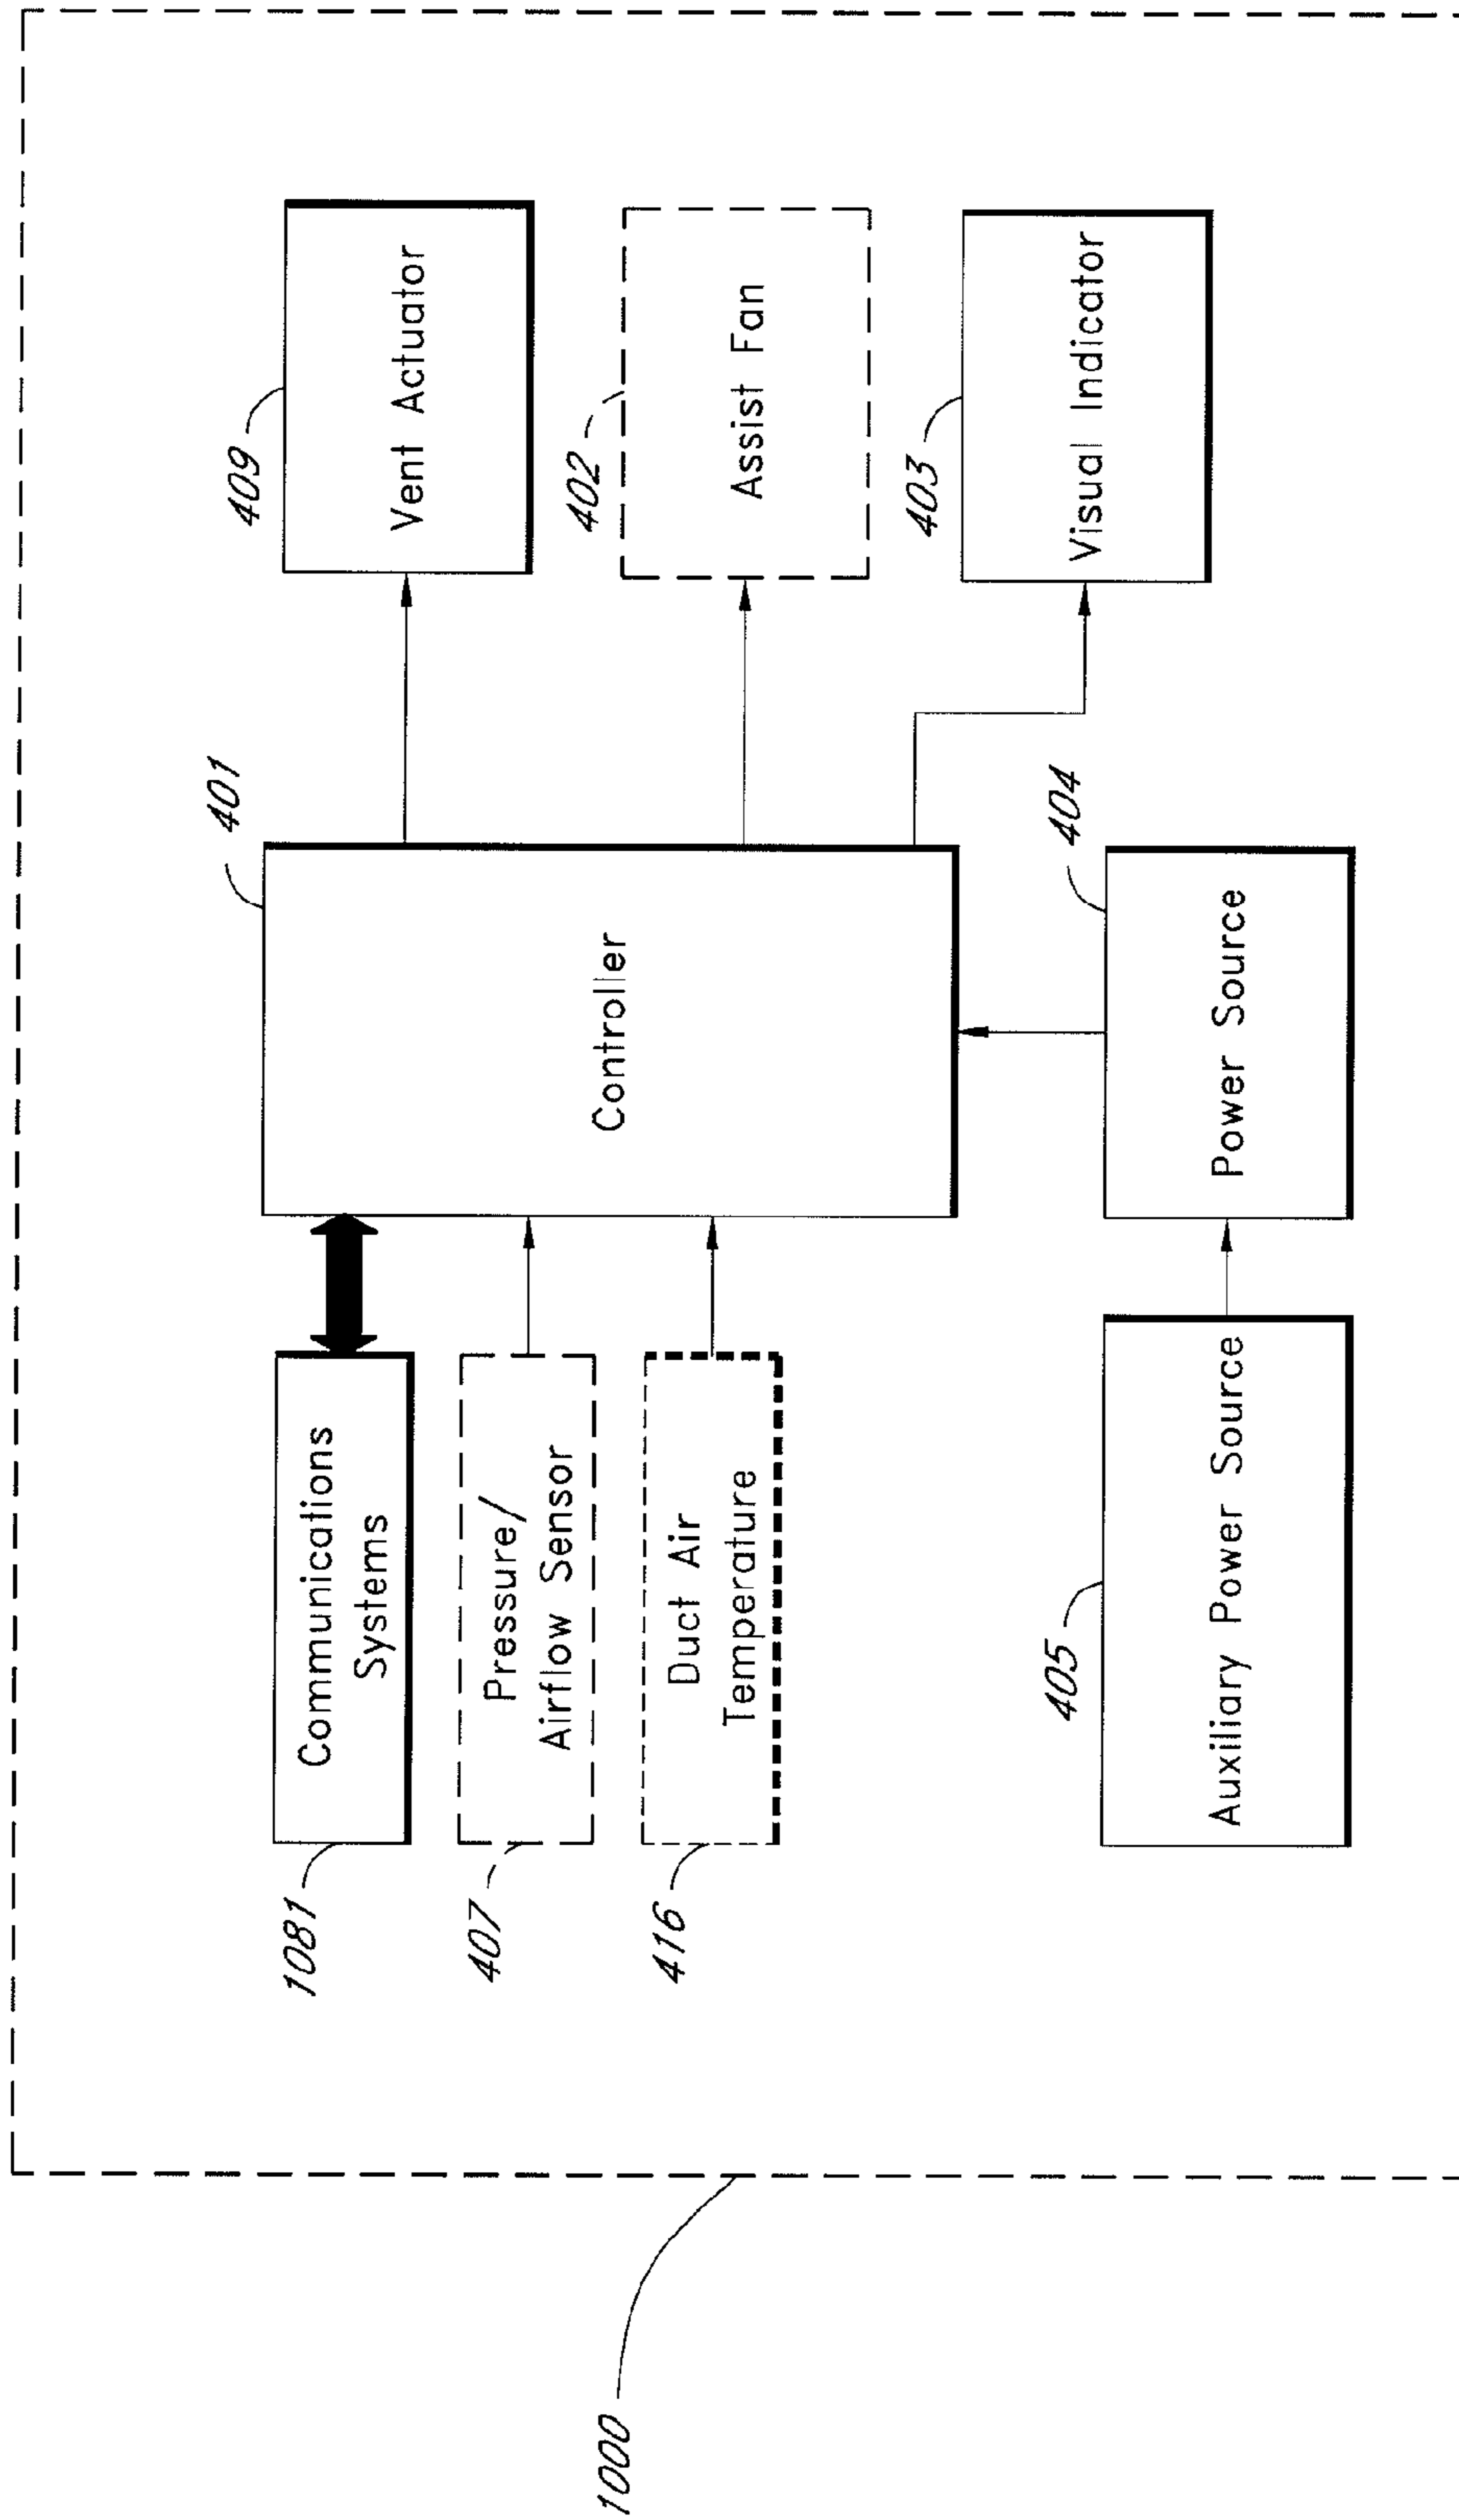 401
409
1081
Communications
Systems
Vent Actuator
407
Pressure/
Airflow Sensor
Controller
402
Assist Fan
416
Duct Air
Temperature
403
Visual Indicator
405
404
Auxiliary Power Source
Power Source
1000